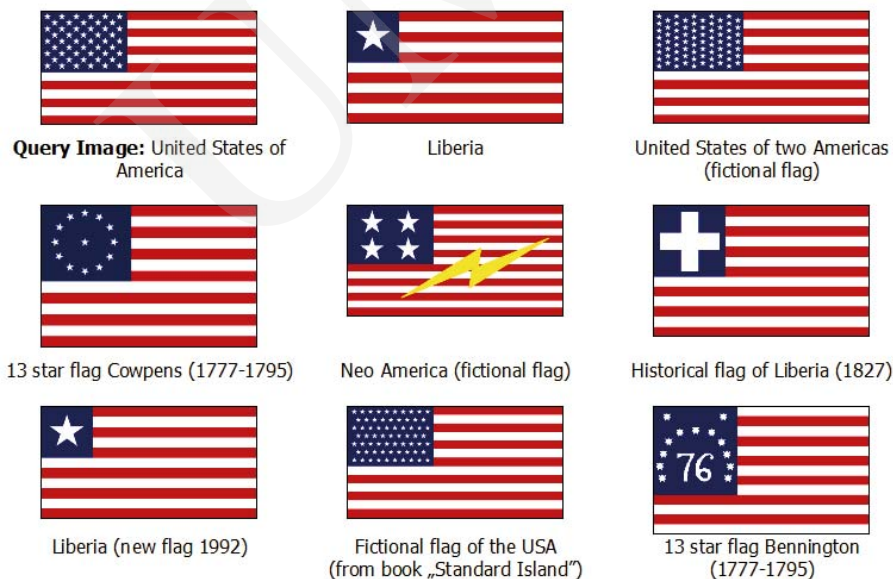 Query Image: United States of
America
Liberia
United States of two Americas
(fictional flag)
13 star flag Cowpens (1777-1795)
Neo America (fictional flag)
Historical flag of Liberia (1827)
76
Liberia (new flag 1992)
Fictional flag of the USA
(from book „Standard Island”)
13 star flag Bennington
(1777-1795)